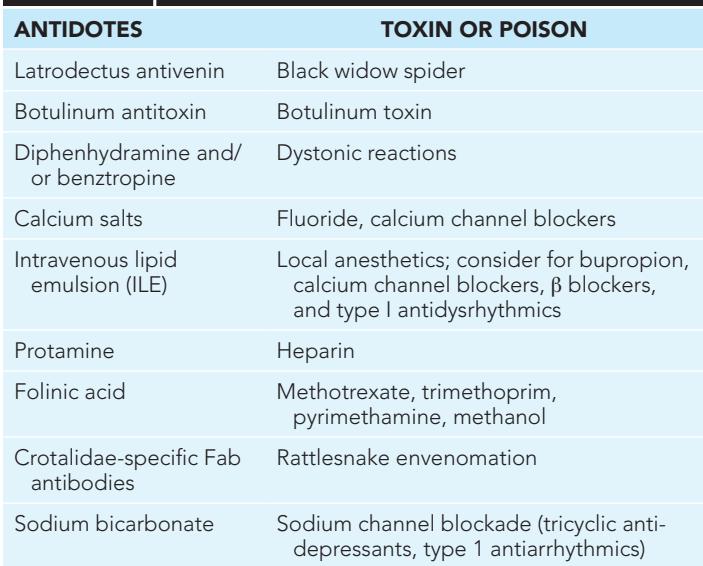 ANTIDOTES TOXIN OR POISON
Latrodectus antivenin Black widow spider
Botulinum antitoxin Botulinum toxin
Diphenhydramine and/ Dystonic reactions
or benztropine
Calcium salts Fluoride, calcium channel blockers
Intravenous lipid Local anesthetics; consider for bupropion,
emulsion (ILE) calcium channel blockers, β blockers,
and type I antidysrhythmics
Protamine Heparin
Folinic acid Methotrexate, trimethoprim,
pyrimethamine, methanol
Crotalidae-specific Fab Rattlesnake envenomation
antibodies
Sodium bicarbonate Sodium channel blockade (tricyclic anti-
depressants, type 1 antiarrhythmics)